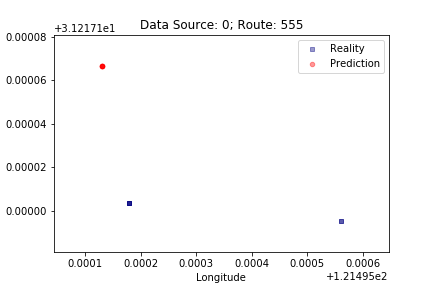 Data Source: 0; Route: 555
+3.12171e1
0.00008
0.00006
0.00004
0.00002
0.00000
Reality
Prediction
0.0001 0.0002 0.0003 0.0004 0.0005 0.0006
Longitude
+1.21495e2